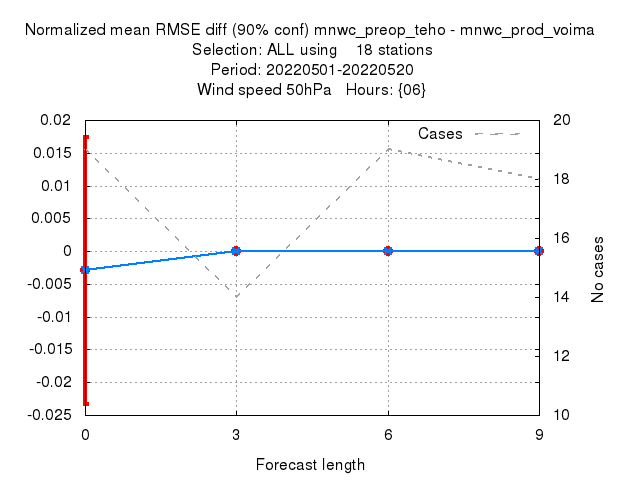 Normalized mean RMSE diff (90% conf) mnwc_preop_teho - mnwc_prod_voima
Selection: ALL using 18 stations
Period: 20220501-20220520
Wind speed 50hPa Hours: {06}
Cases
0.02
0.015
0.01
0.005
0
-0.005
-0.01
-0.015
-0.02
-0.025
20
18
16
14
12
10
No cases
0 3 6 9
Forecast length